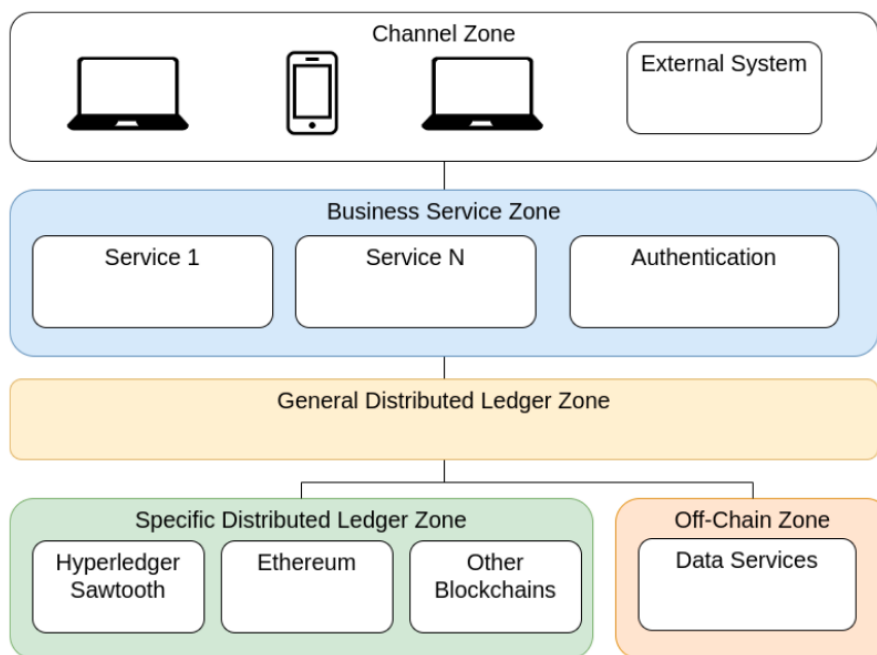 Channel Zone
External System
Business Service Zone
Service 1
Service N
Authentication
General Distributed Ledger Zone
Specific Distributed Ledger Zone
Hyperledger
Sawtooth
Ethereum
Other
Blockchains
Off-Chain Zone
Data Services